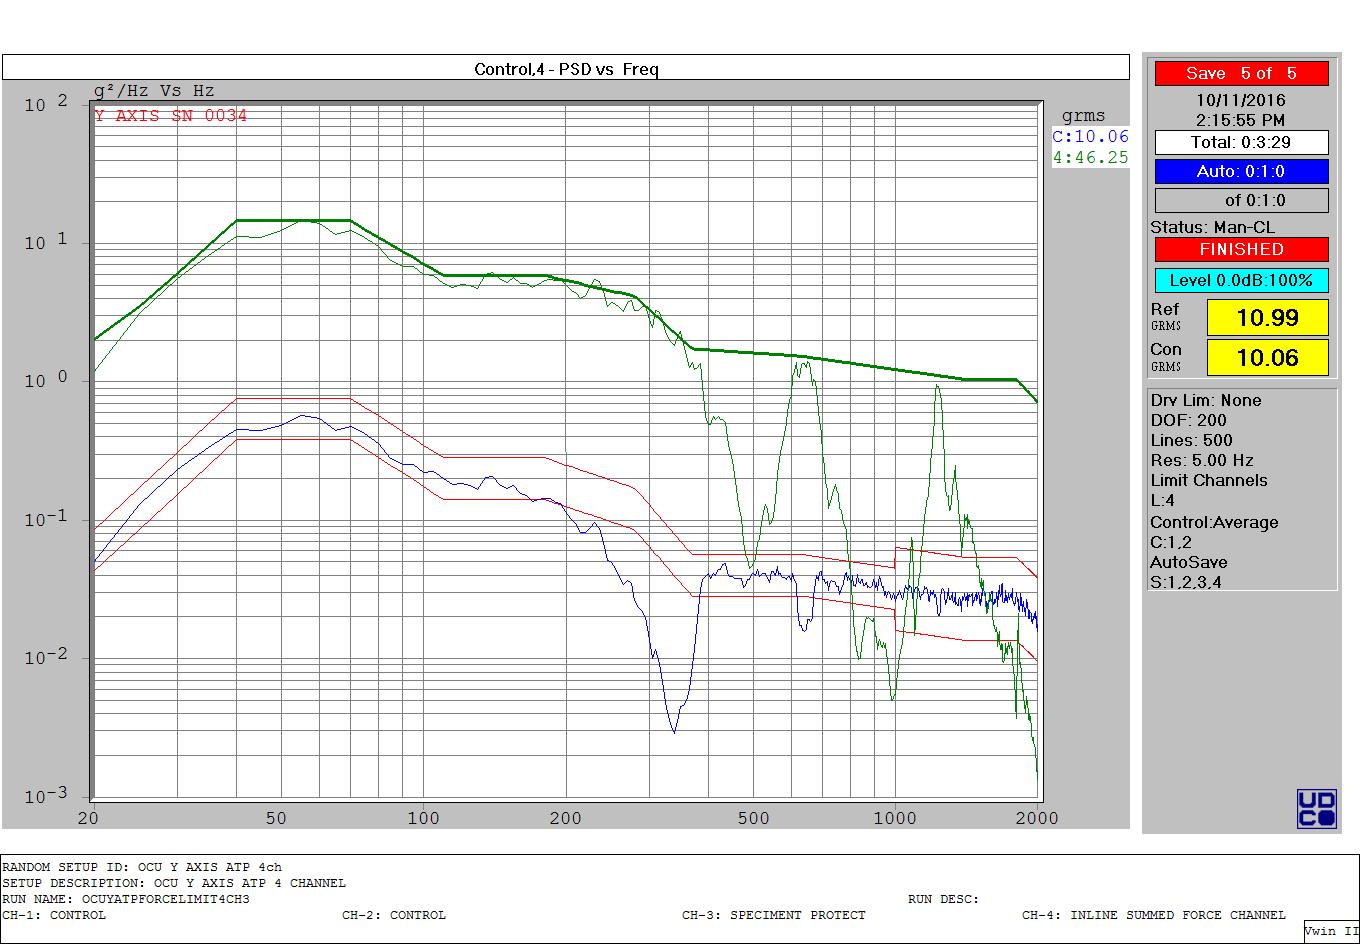 Control,4 - PSD vs Freq
g²/Hz Vs Hz
Y AXIS SN 0034
10 2
10 1
10 0
10 -1
10 -2
10 -3
20 50 100 200 500 1000 2000
grms
C:10.06
4:46.25
Save 5 of 5
10/11/2016
2:15:55 PM
Total: 0:3:29
Auto: 0:1:0
of 0:1:0
Status: Man-CL
FINISHED
Level 0.0dB:100%
Ref GRMS 10.99
Con GRMS 10.06
Drv Lim: None
DOF: 200
Lines: 500
Res: 5.00 Hz
Limit Channels
L:4
Control:Average
C:1,2
AutoSave
S:1,2,3,4
UD
CO
RANDOM SETUP ID: OCU Y AXIS ATP 4ch
SETUP DESCRIPTION: OCU Y AXIS ATP 4 CHANNEL
RUN NAME: OCUYATPFORCELIMIT4CH3 RUN DESC:
CH-1: CONTROL CH-2: CONTROL CH-3: SPECIMENT PROTECT CH-4: INLINE SUMMED FORCE CHANNEL
Vwin II